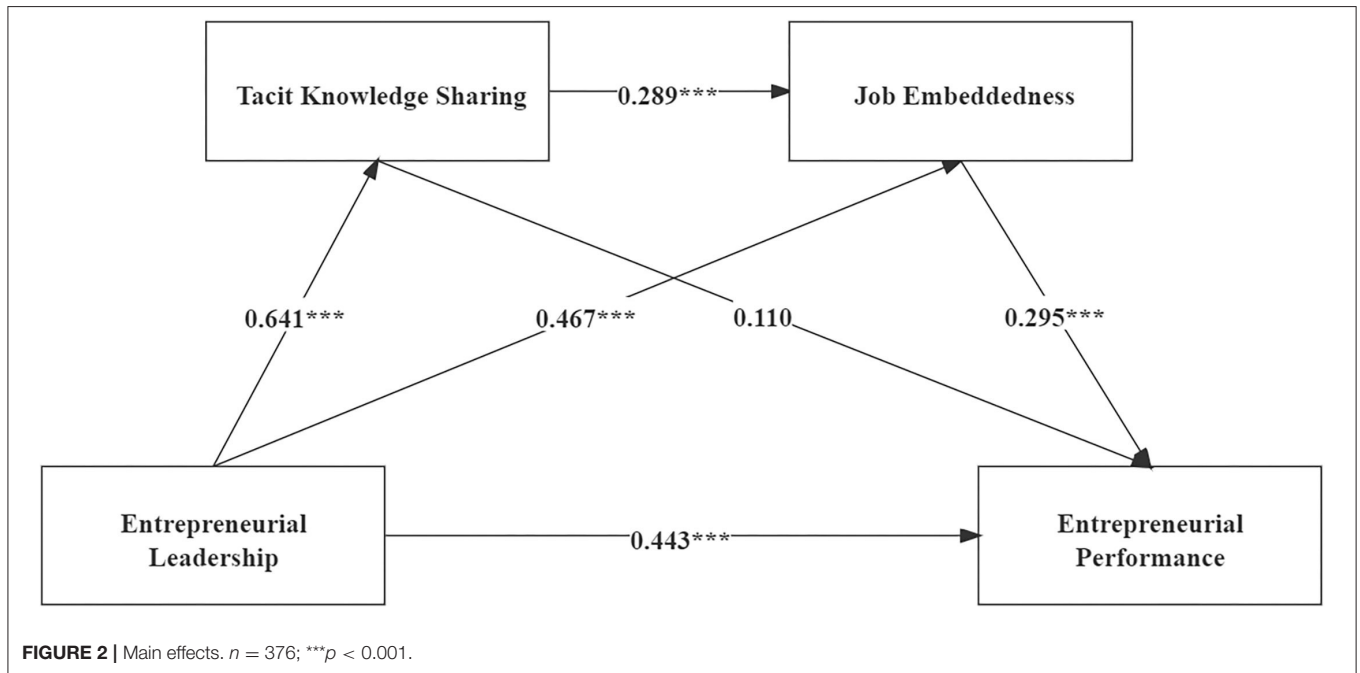 Tacit Knowledge Sharing
0.289***
Job Embeddedness
0.641***
0.467***
0.110
0.295***
Entrepreneurial
Leadership
0.443***
Entrepreneurial
Performance
FIGURE 2 | Main effects. n = 376; ***p < 0.001.